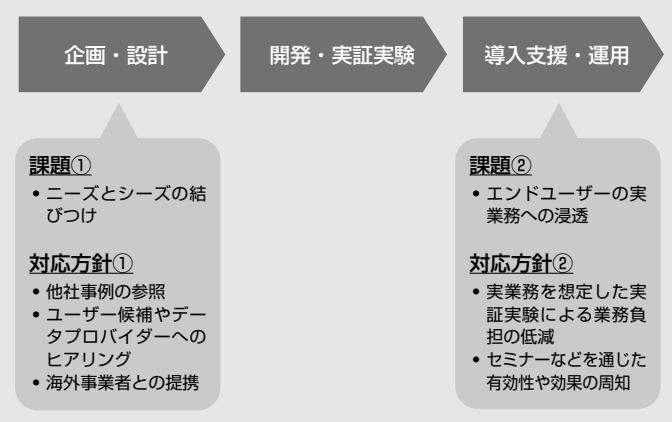 企画・設計
開発・実証実験
導入支援・運用
課題①
•ニーズとシーズの結
びつけ
対応方針①
•他社事例の参照
•ユーザー候補やデー
タプロバイダーへの
ヒアリング
•海外事業者との提携
課題②
•エンドユーザーの実
業務への浸透
対応方針②
•実業務を想定した実
証実験による業務負
担の低減
•セミナーなどを通じた
有効性や効果の周知